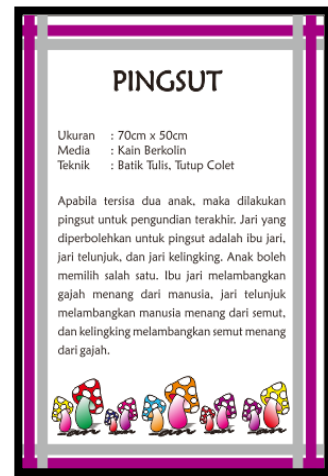 PINGSUT
Ukuran : 70cm x 50cm
Media : Kain Berkolin
Teknik : Batik Tulis, Tutup Colet
Apabila tersisa dua anak, maka dilakukan
pingsut untuk pengundian terakhir. Jari yang
diperbolehkan untuk pingsut adalah ibu jari,
jari telunjuk, dan jari kelingking. Anak boleh
memilih salah satu. Ibu jari melambangkan
gajah menang dari manusia, jari telunjuk
melambangkan manusia menang dari semut,
dan kelingking melambangkan semut menang
dari gajah.